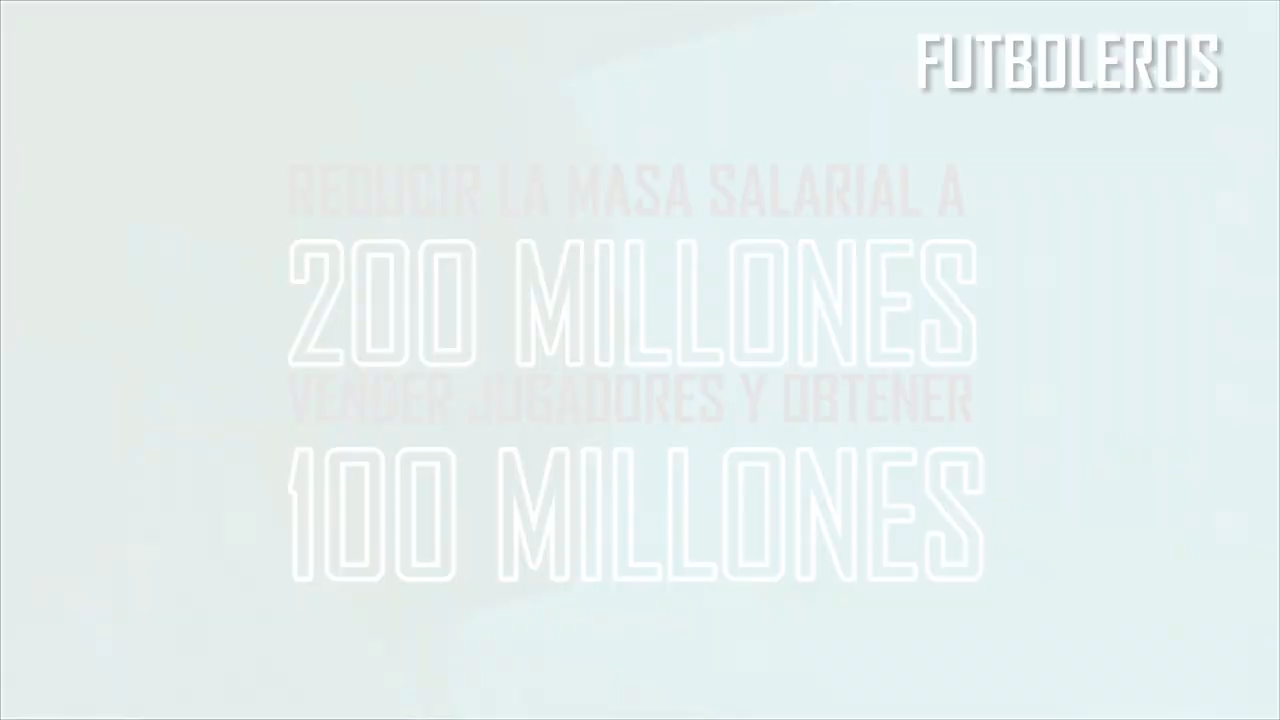 FUTBOLEROS
REDUCIR LA MASA SALARIAL A
200 MILLONES
VENDER JUGADORES Y OBTENER
100 MILLONES